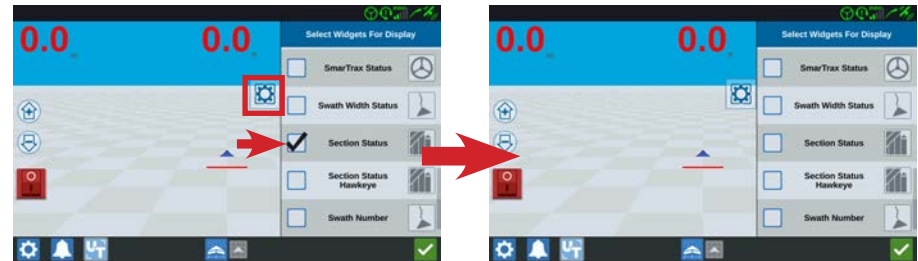 0.0 0.0
Select Widgets For Display
SmarTrax Status
Swath Width Status
Section Status
Section Status
Hawkeye
Swath Number
UT
0.0 0.0
Select Widgets For Display
SmarTrax Status
Swath Width Status
Section Status
Section Status
Hawkeye
Swath Number
UT